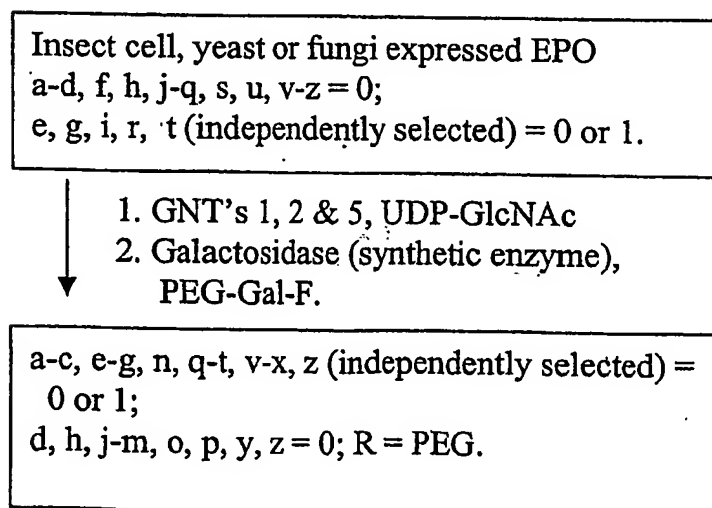 Insect cell, yeast or fungi expressed EPO
a-d, f, h, j-q, s, u, v-z = 0;
e, g, i, r, t (independently selected) = 0 or 1.
1. GNT's 1, 2 & 5, UDP-GlcNAc
2. Galactosidase (synthetic enzyme),
PEG-Gal-F.
a-c, e-g, n, q-t, v-x, z (independently selected) =
0 or 1;
d, h, j-m, o, p, y, z = 0; R = PEG.